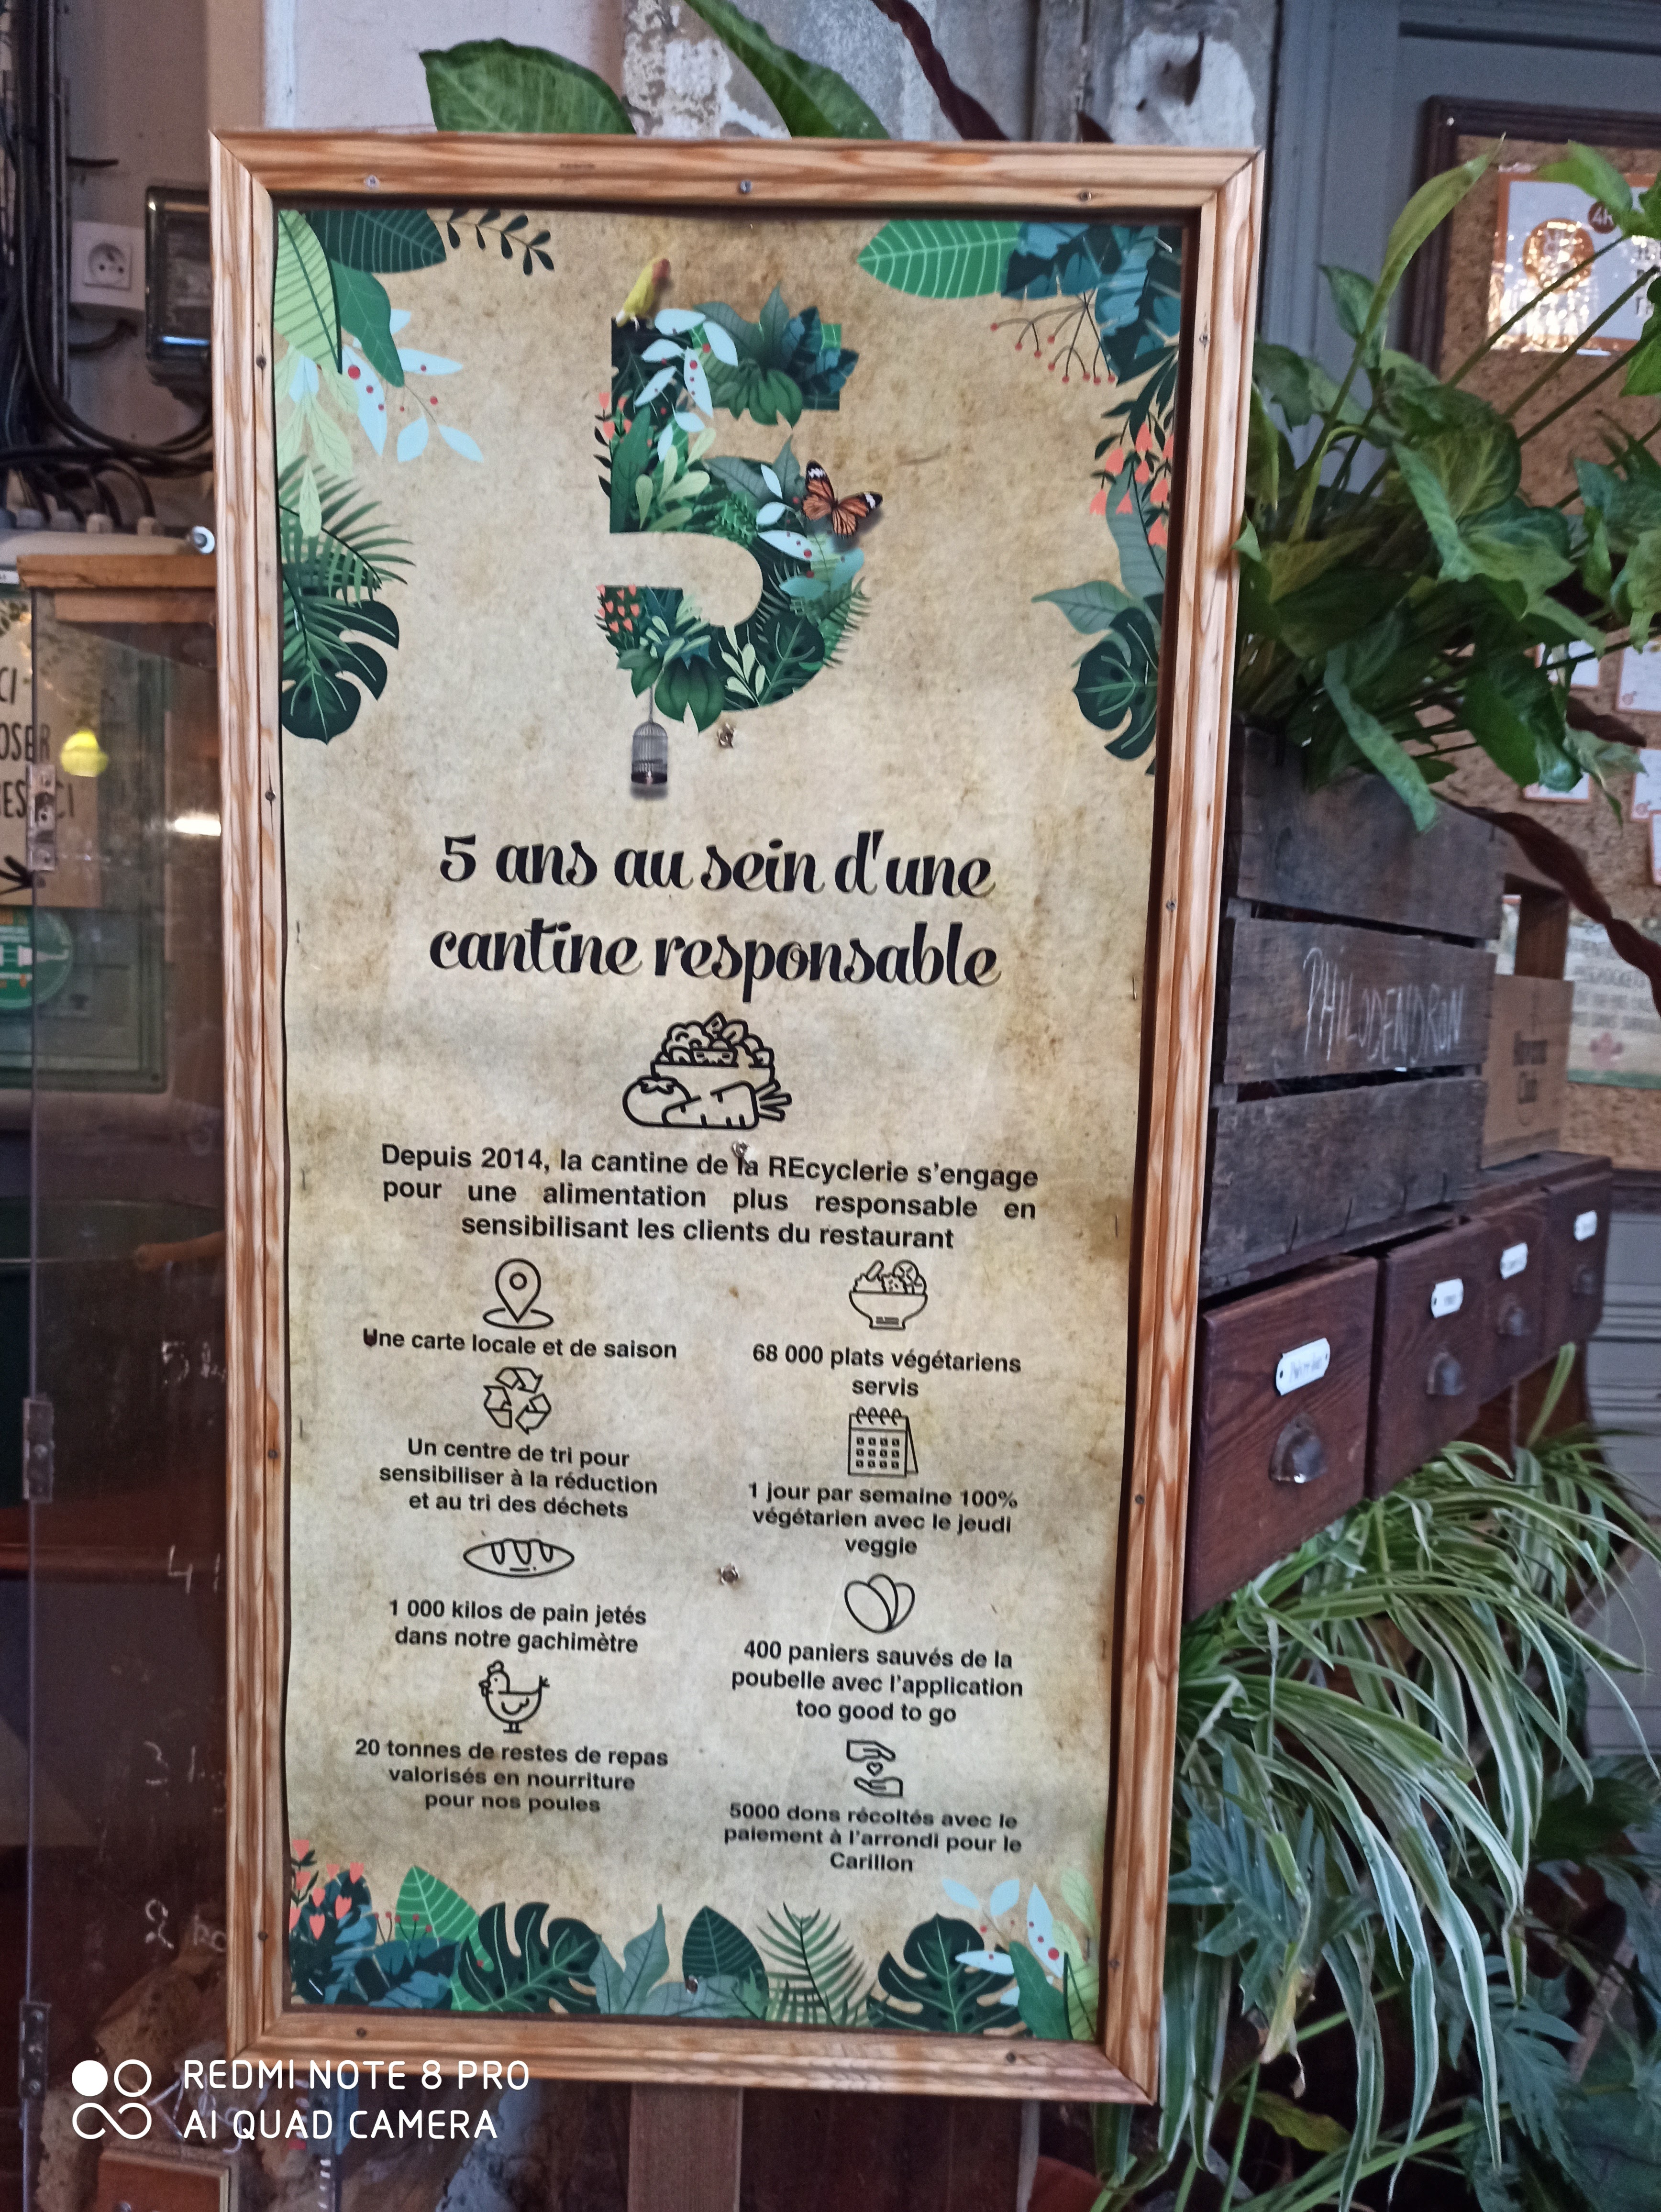 5 ans au sein d'une
cantine responsable
Depuis 2014, la cantine de la REcyclerie s'engage
pour une alimentation plus responsable en
sensibilisant les clients du restaurant
Une carte locale et de saison
Un centre de tri pour
sensibiliser à la réduction
et au tri des déchets
1 000 kilos de pain jetés
dans notre gachimètre
20 tonnes de restes de repas
valorisés en nourriture
pour nos poules
68 000 plats végétariens
servis
1 jour par semaine 100%
végétarien avec le jeudi
veggie
400 paniers sauvés de la
poubelle avec l'application
too good to go
5000 dons récoltés avec le
paiement à l'arrondi pour le
Carillon
PHILODENDRON
REDMI NOTE 8 PRO
AI QUAD CAMERA